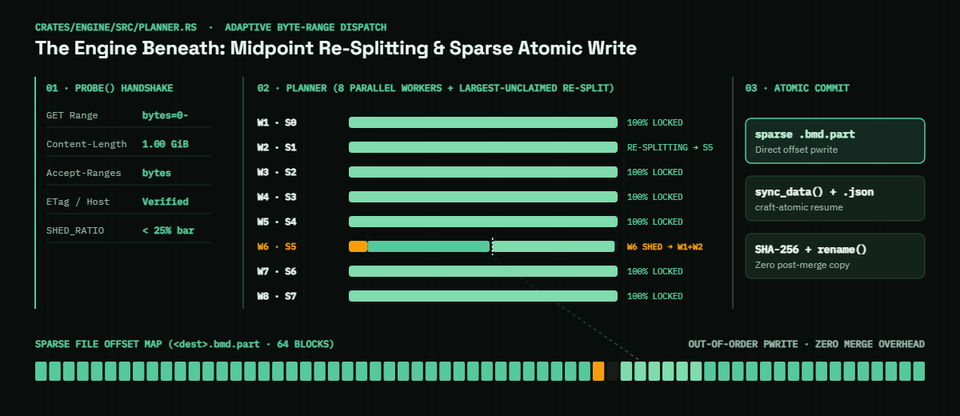 CRATES/ENGINE/SRC/PLANNER.RS · ADAPTIVE BYTE-RANGE DISPATCH
The Engine Beneath: Midpoint Re-Splitting & Sparse Atomic Write
01 · PROBE() HANDSHAKE
GET Range bytes=0-
Content-Length 1.00 GiB
Accept-Ranges bytes
ETag / Host Verified
SHED_RATIO < 25% bar
02 · PLANNER (8 PARALLEL WORKERS + LARGEST-UNCLAIMED RE-SPLIT)
W1 · S0 100% LOCKED
W2 · S1 RE-SPLITTING → S5
W3 · S2 100% LOCKED
W4 · S3 100% LOCKED
W5 · S4 100% LOCKED
W6 · S5 W6 SHED → W1+W2
W7 · S6 100% LOCKED
W8 · S7 100% LOCKED
03 · ATOMIC COMMIT
sparse .bmd.part
Direct offset pwrite
sync_data() + .json
craft-atomic resume
SHA-256 + rename()
Zero post-merge copy
SPARSE FILE OFFSET MAP (<dest>.bmd.part · 64 BLOCKS)
OUT-OF-ORDER PWRITE · ZERO MERGE OVERHEAD